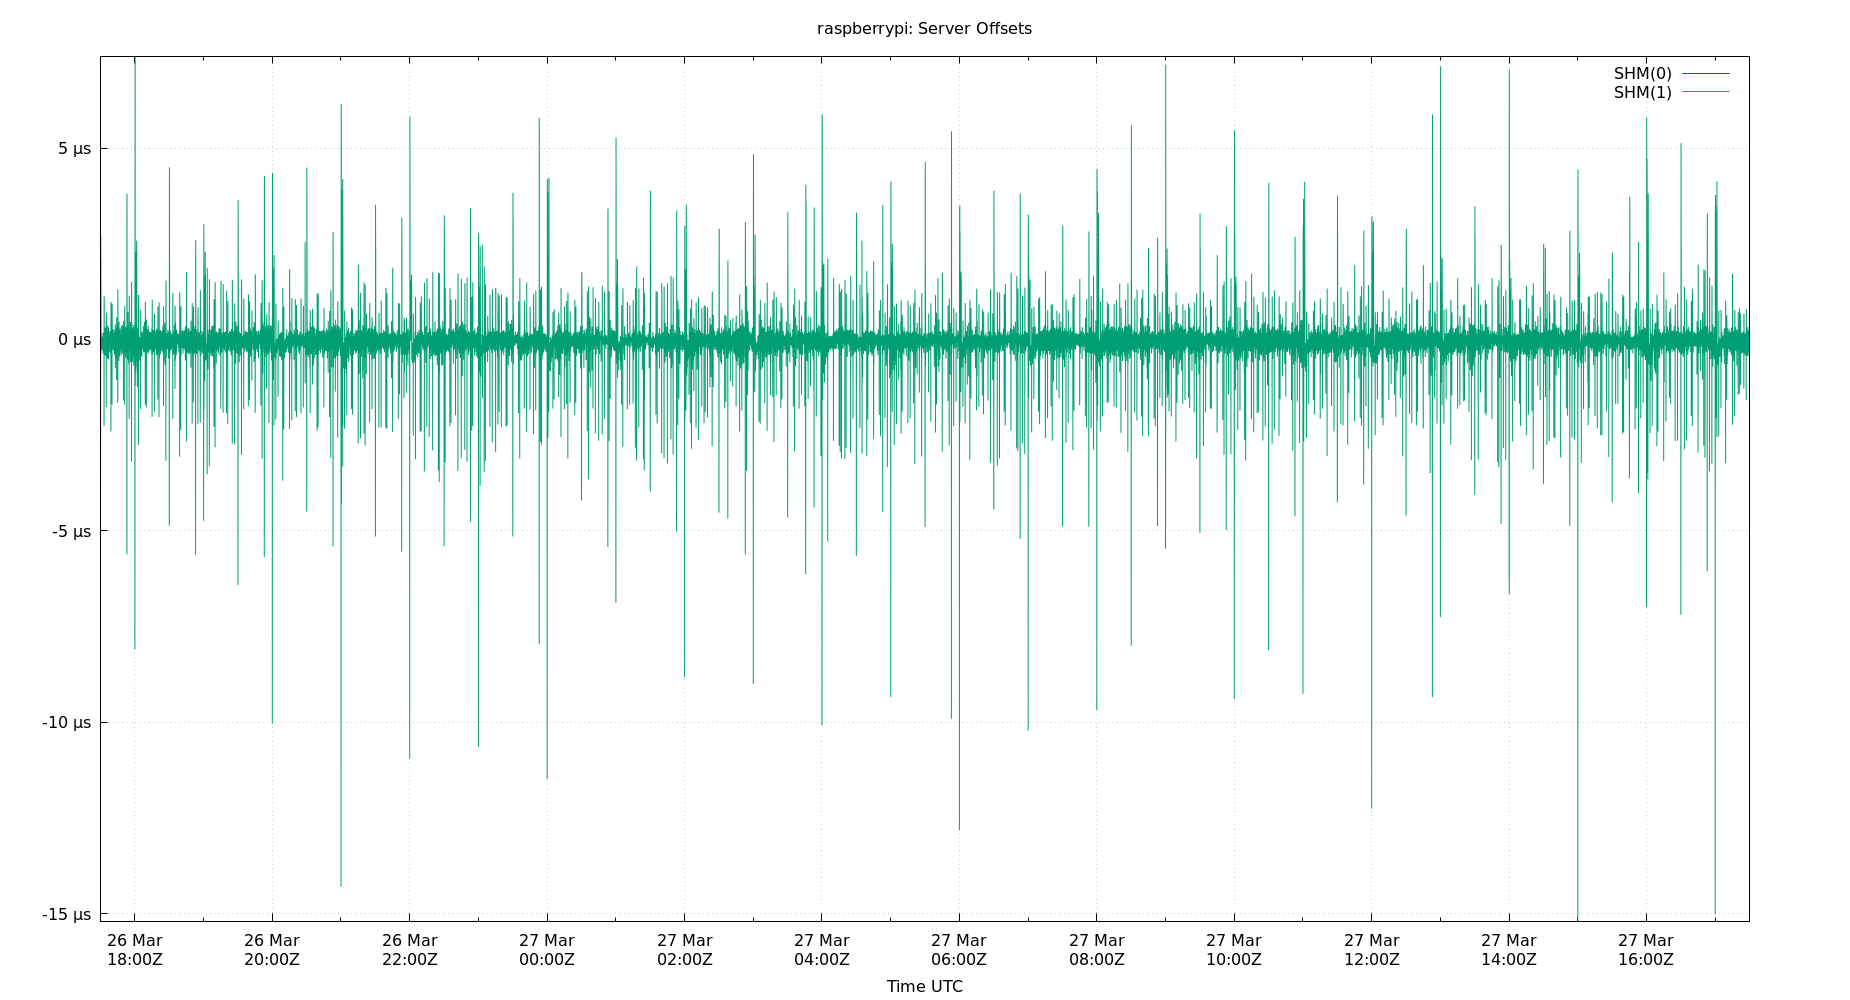 raspberrypi: Server Offsets
SHM(0)
SHM(1)
5 µs
0 µs
-5 µs
-10 µs
-15 µs
26 Mar 26 Mar 26 Mar 27 Mar 27 Mar 27 Mar 27 Mar 27 Mar 27 Mar 27 Mar 27 Mar 27 Mar
18:00Z 20:00Z 22:00Z 00:00Z 02:00Z 04:00Z 06:00Z 08:00Z 10:00Z 12:00Z 14:00Z 16:00Z
Time UTC